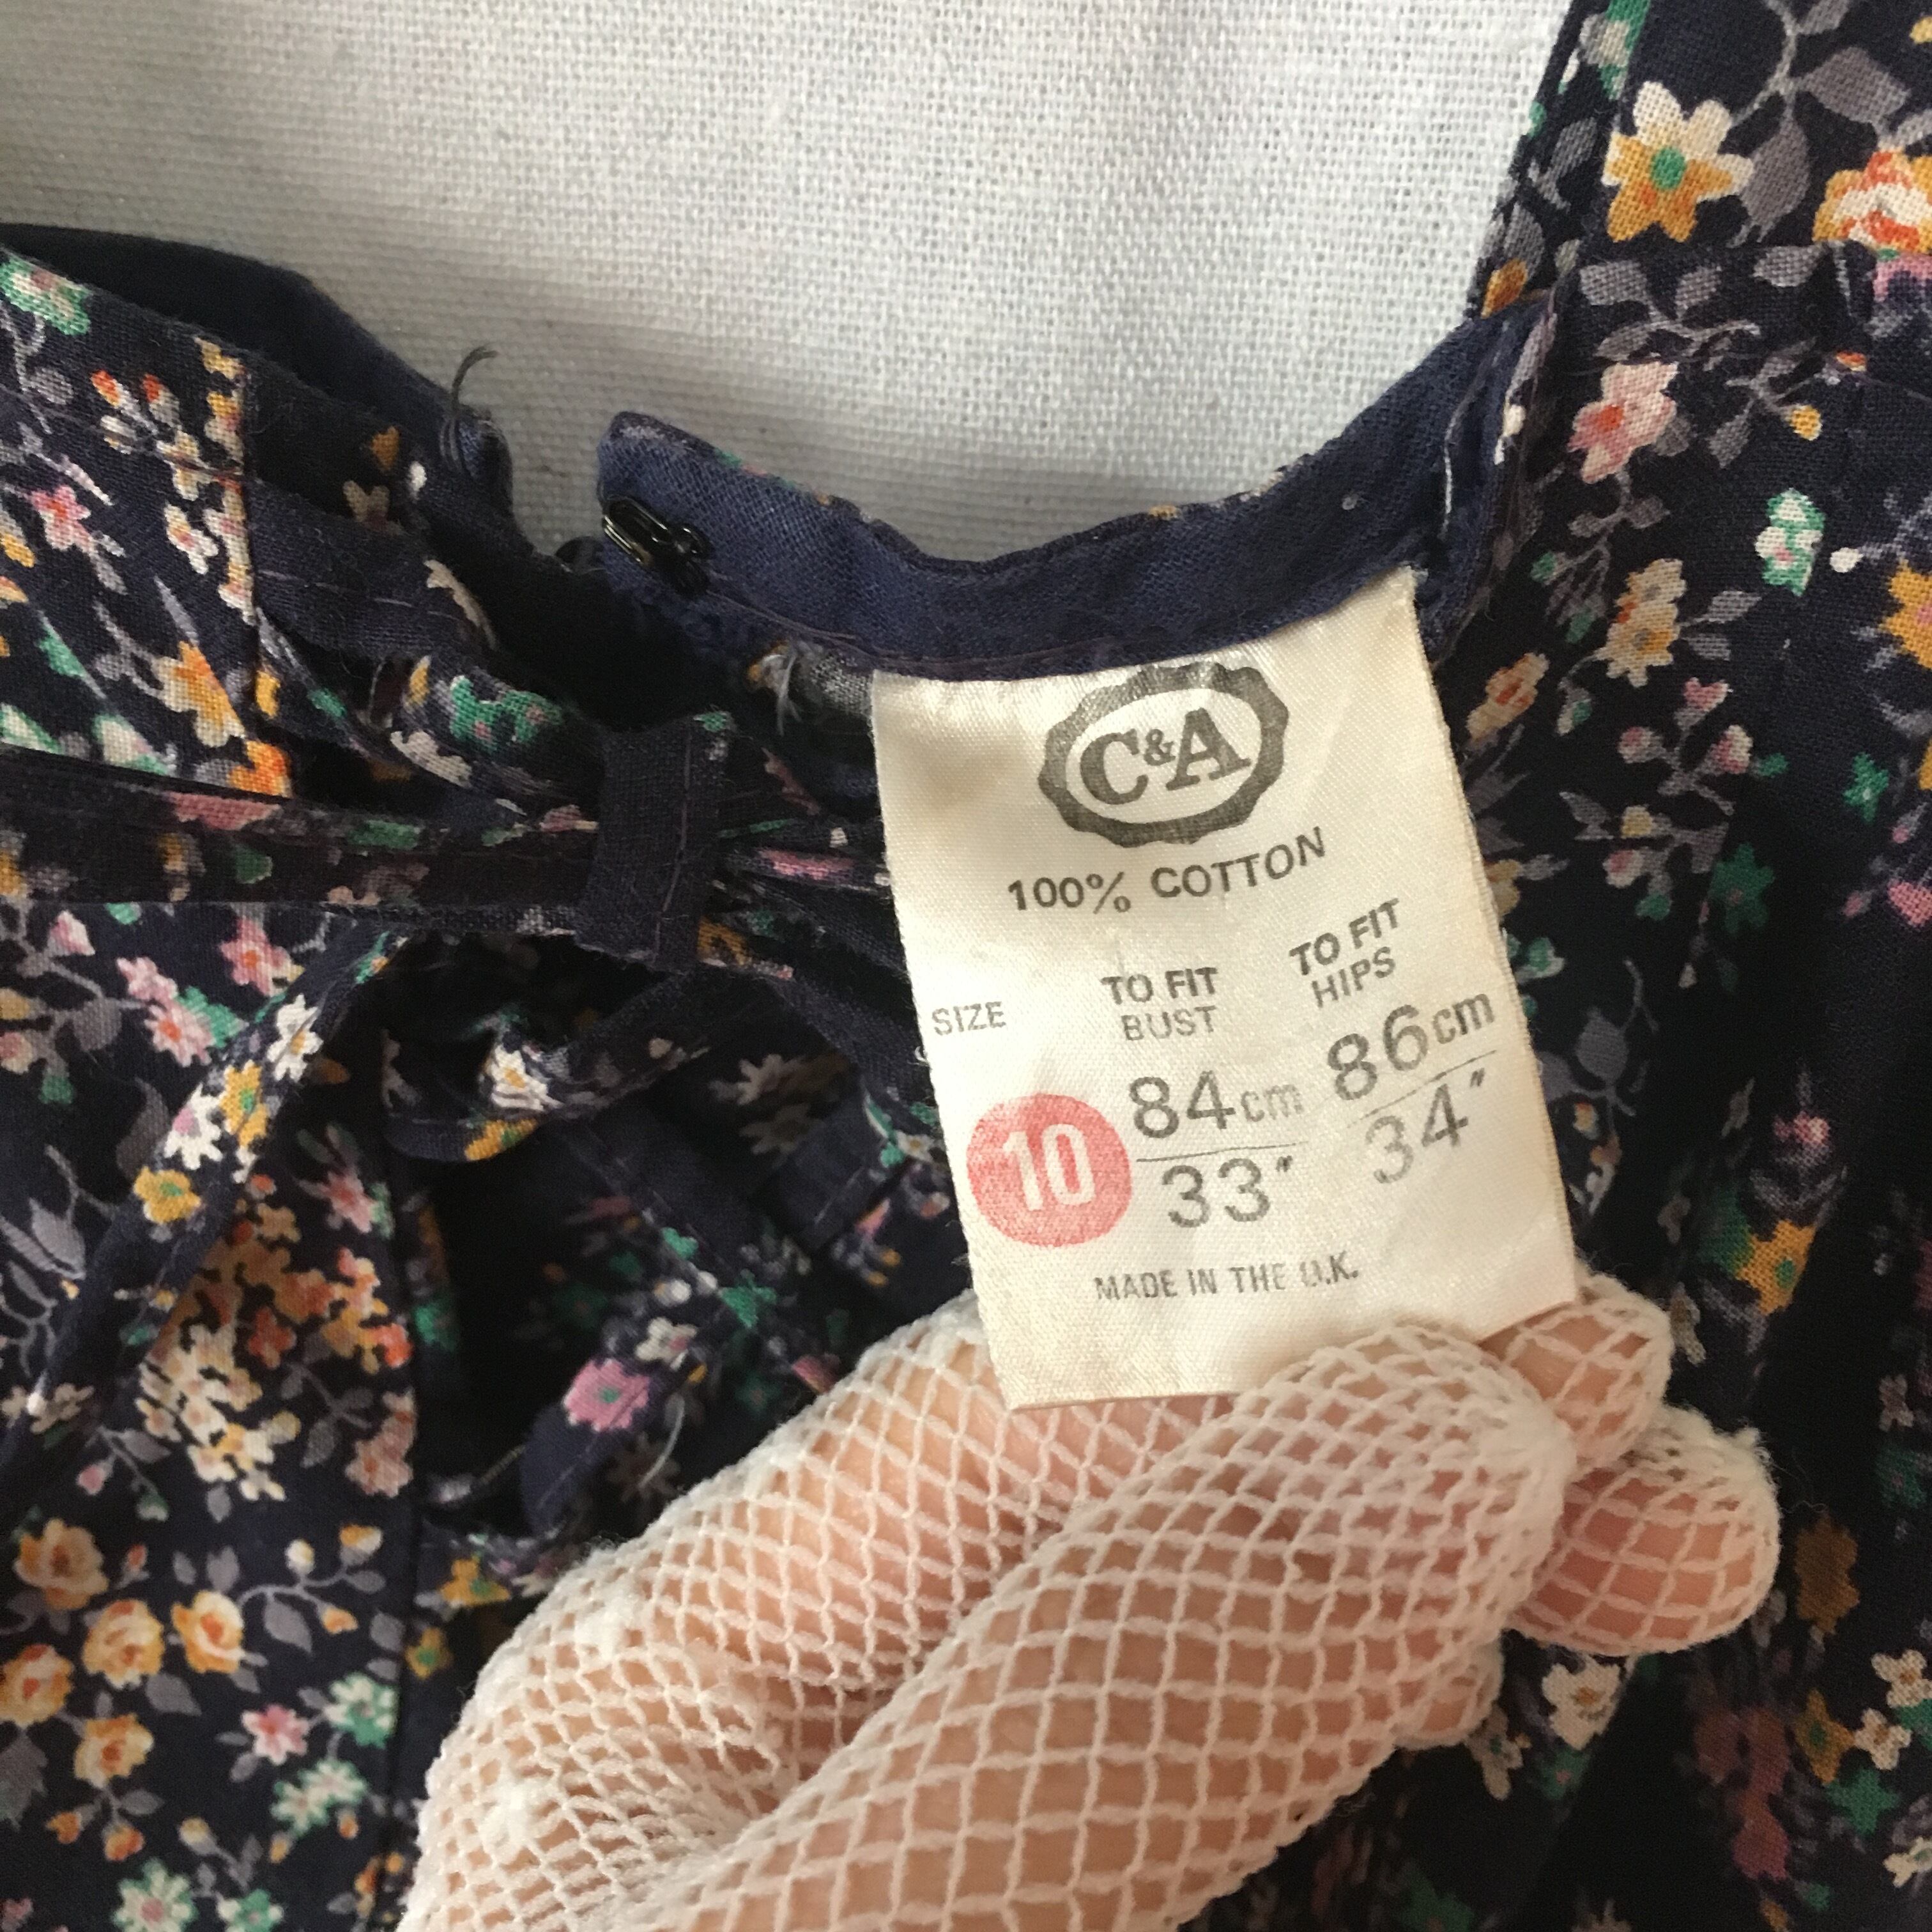 C&A
100% COTTON
SIZE TO FIT BUST TO FIT HIPS
10 84cm 86cm
33" 34"
MADE IN THE U.K.